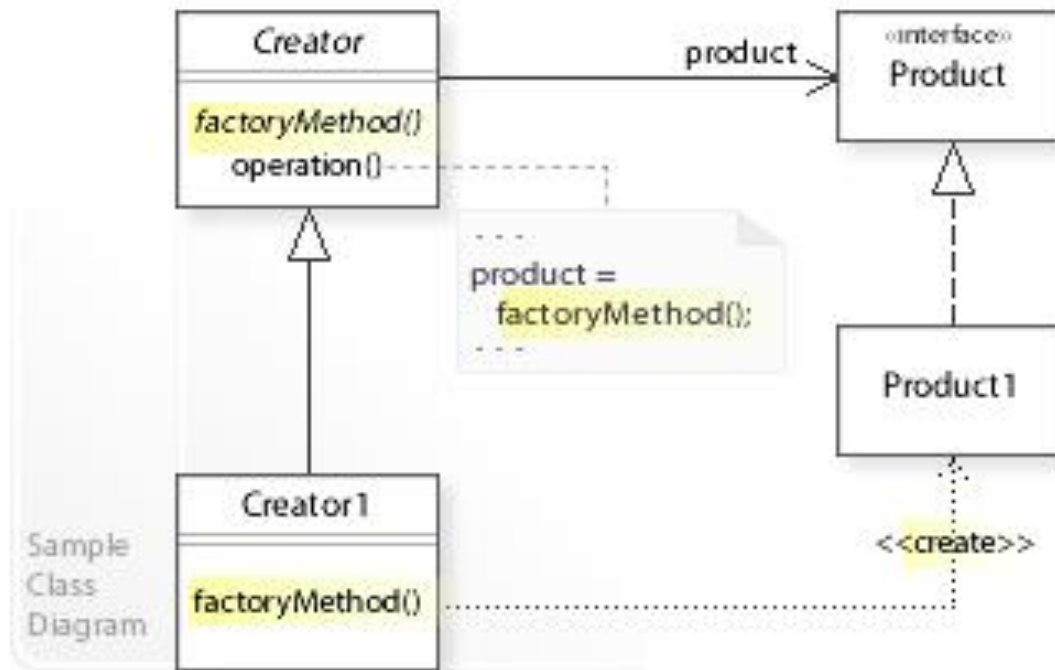 Creator
factoryMethod()
operation()
product
«interface»
Product
- - - -
product =
factoryMethod();
- - - -
Product1
Creator1
factoryMethod()
<<create>>
Sample
Class
Diagram